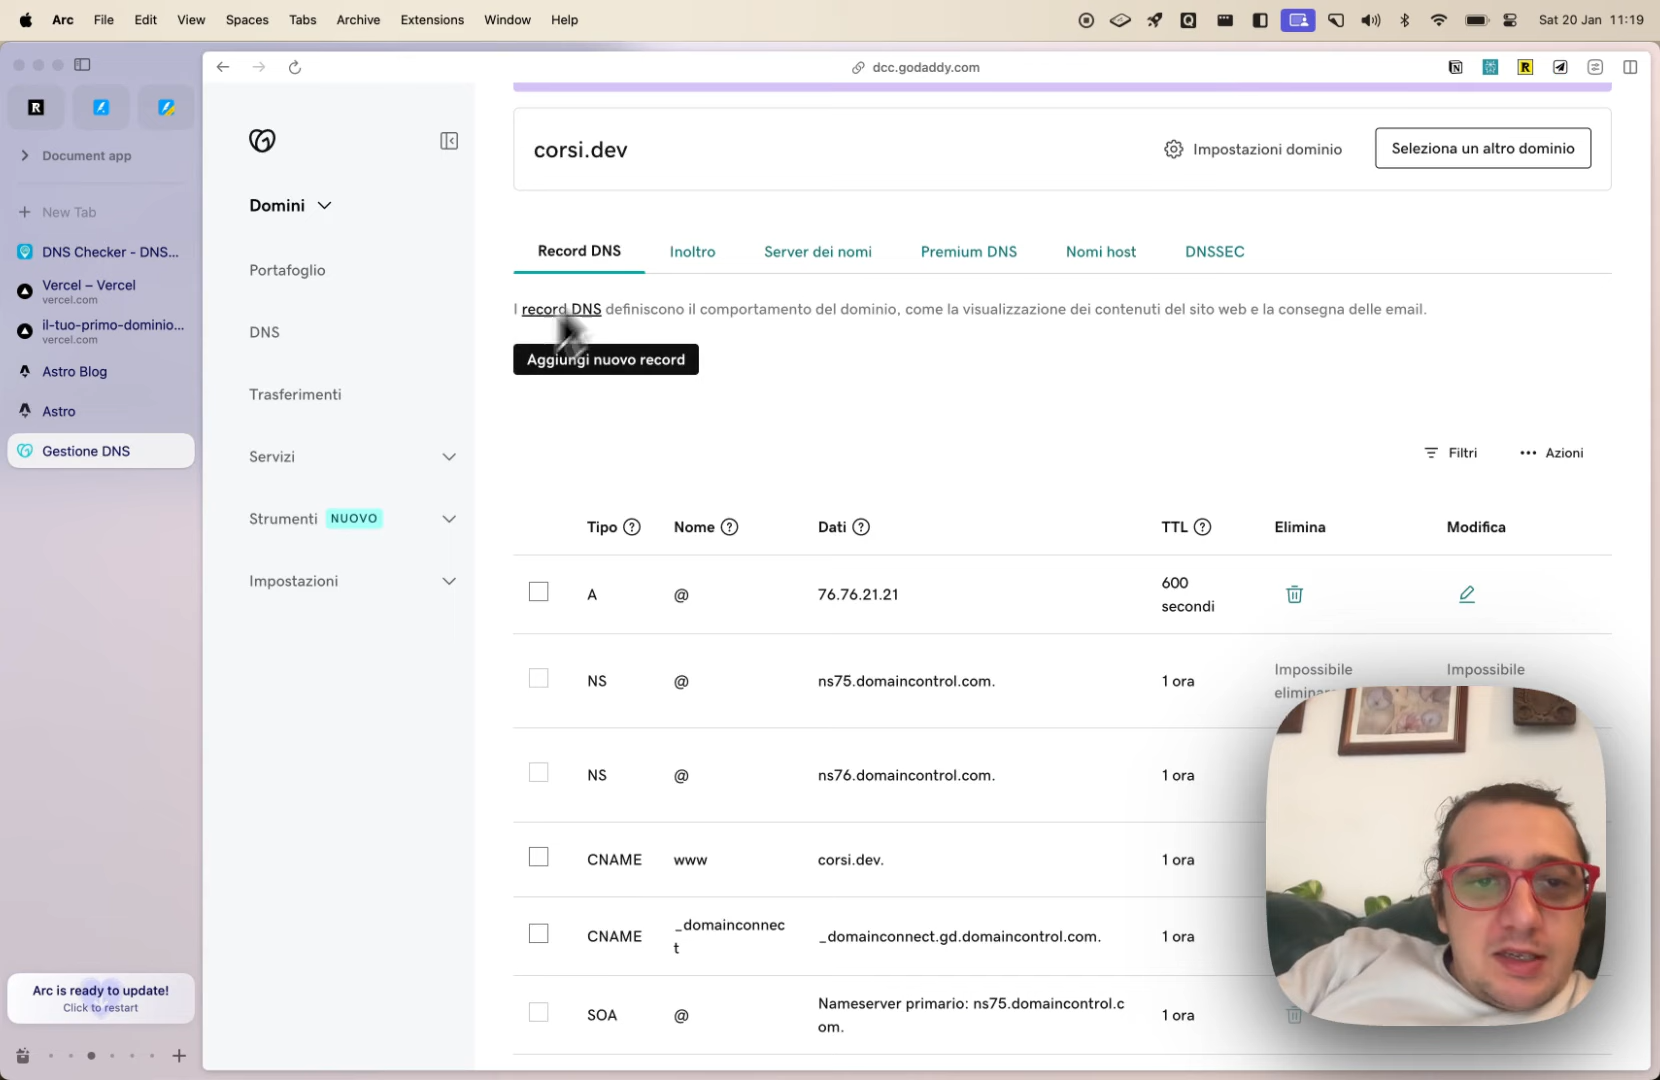 Arc File Edit View Spaces Tabs Archive Extensions Window Help
Sat 20 Jan 11:19
dcc.godaddy.com
Document app
New Tab
DNS Checker - DNS...
Vercel – Vercel
vercel.com
il-tuo-primo-dominio...
vercel.com
Astro Blog
Astro
Gestione DNS
Arc is ready to update!
Click to restart
Domini
Portafoglio
DNS
Trasferimenti
Servizi
Strumenti NUOVO
Impostazioni
corsi.dev
Impostazioni dominio
Seleziona un altro dominio
Record DNS Inoltro Server dei nomi Premium DNS Nomi host DNSSEC
I record DNS definiscono il comportamento del dominio, come la visualizzazione dei contenuti del sito web e la consegna delle email.
Aggiungi nuovo record
Filtri ••• Azioni
Tipo Nome Dati TTL Elimina Modifica
A @ 76.76.21.21 600
secondi
NS @ ns75.domaincontrol.com. 1 ora Impossibile Impossibile
eliminar
NS @ ns76.domaincontrol.com. 1 ora
CNAME www corsi.dev. 1 ora
CNAME _domainconnec
t _domainconnect.gd.domaincontrol.com. 1 ora
SOA @ Nameserver primario: ns75.domaincontrol.c
om. 1 ora